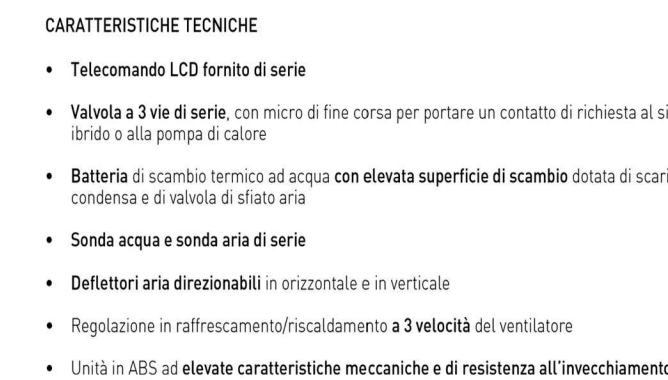 CARATTERISTICHE TECNICHE
• Telecomando LCD fornito di serie
• Valvola a 3 vie di serie, con micro di fine corsa per portare un contatto di richiesta al si
ibrido o alla pompa di calore
• Batteria di scambio termico ad acqua con elevata superficie di scambio dotata di scari
condensa e di valvola di sfiato aria
• Sonda acqua e sonda aria di serie
• Deflettori aria direzionabili in orizzontale e in verticale
• Regolazione in raffrescamento/riscaldamento a 3 velocità del ventilatore
• Unità in ABS ad elevate caratteristiche meccaniche e di resistenza all'invecchiamento